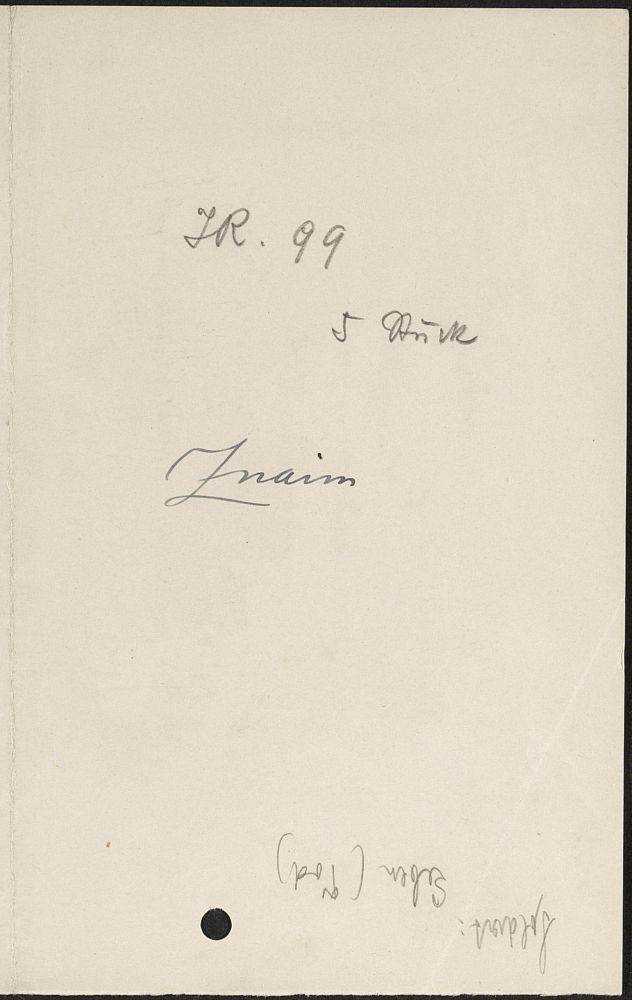 IR. 99
5 Stück
Znaim
Soldat:
Leben (Tod)